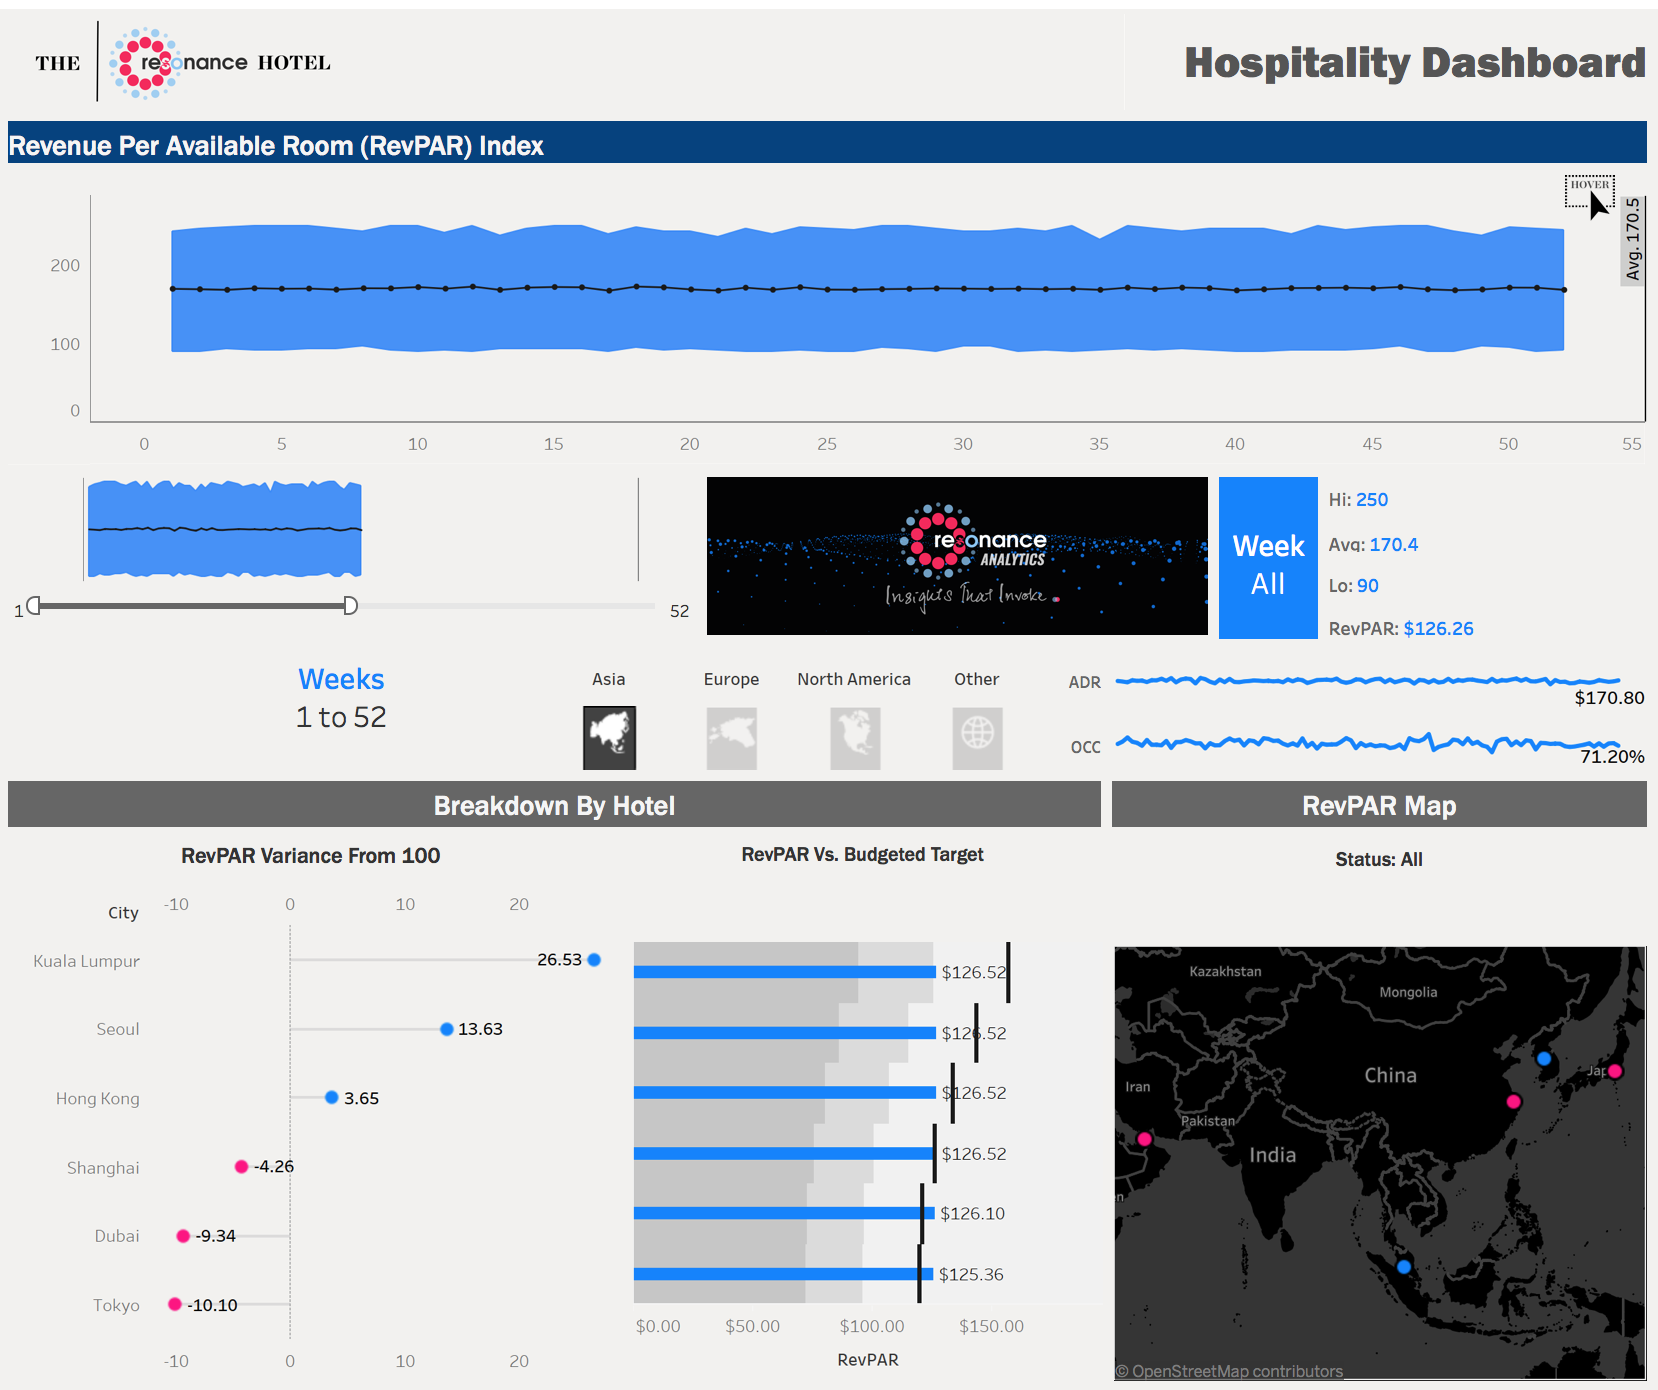 THE resonance HOTEL
Hospitality Dashboard
Revenue Per Available Room (RevPAR) Index
HOVER
Avg. 170.5
200
100
0
0 5 10 15 20 25 30 35 40 45 50 55
1 52
resonance
ANALYTICS
Insights That Invoke
Week
All
Hi: 250
Avg: 170.4
Lo: 90
RevPAR: $126.26
Weeks
1 to 52
Asia Europe North America Other
ADR
$170.80
OCC
71.20%
Breakdown By Hotel
RevPAR Map
RevPAR Variance From 100
RevPAR Vs. Budgeted Target
Status: All
City
-10 0 10 20
Kuala Lumpur 26.53 $126.52
Seoul 13.63 $126.52
Hong Kong 3.65 $126.52
Shanghai -4.26 $126.52
Dubai -9.34 $126.10
Tokyo -10.10 $125.36
-10 0 10 20
$0.00 $50.00 $100.00 $150.00
RevPAR
Kazakhstan
Mongolia
China
Jap
Iran
Pakistan
India
en
© OpenStreetMap contributors